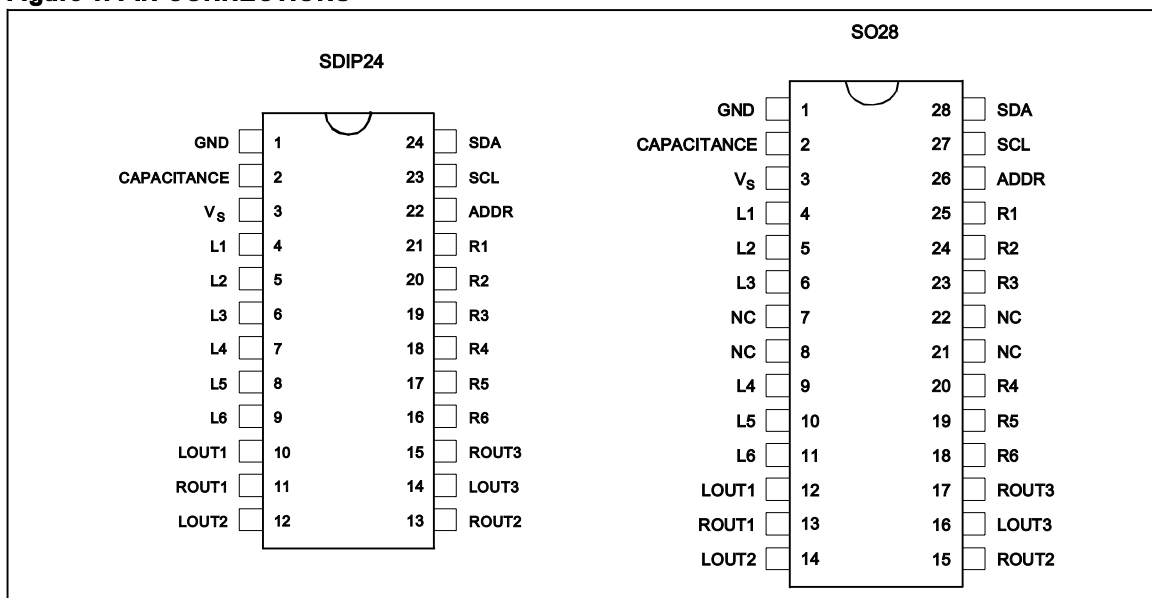 SDIP24
GND 1 24 SDA
CAPACITANCE 2 23 SCL
VS 3 22 ADDR
L1 4 21 R1
L2 5 20 R2
L3 6 19 R3
L4 7 18 R4
L5 8 17 R5
L6 9 16 R6
LOUT1 10 15 ROUT3
ROUT1 11 14 LOUT3
LOUT2 12 13 ROUT2
SO28
GND 1 28 SDA
CAPACITANCE 2 27 SCL
VS 3 26 ADDR
L1 4 25 R1
L2 5 24 R2
L3 6 23 R3
NC 7 22 NC
NC 8 21 NC
L4 9 20 R4
L5 10 19 R5
L6 11 18 R6
LOUT1 12 17 ROUT3
ROUT1 13 16 LOUT3
LOUT2 14 15 ROUT2